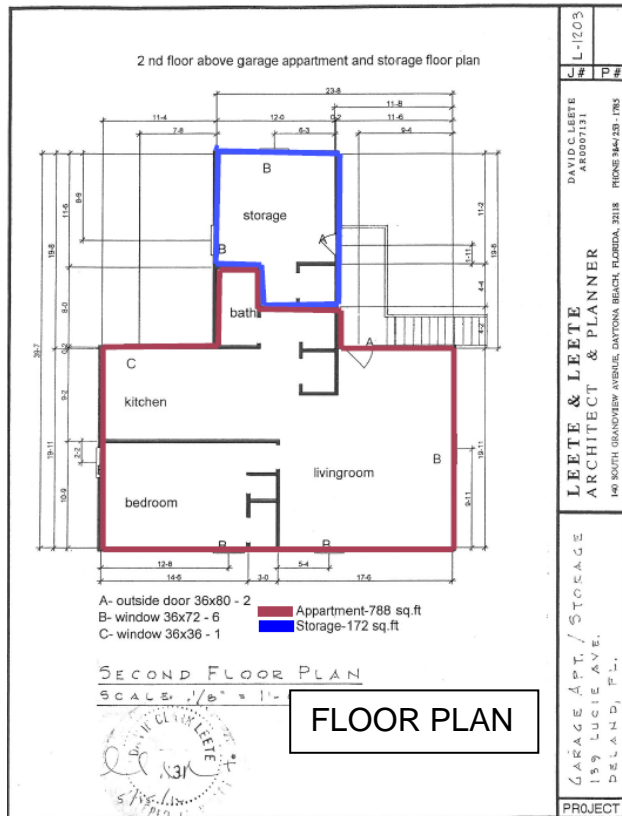 2 nd floor above garage appartment and storage floor plan
23-8
11-8
11-4
12-0
0-2
11-6
7-8
6-3
9-4
B
storage
A
B
8-9
11-6
19-8
39-7
8-0
0-2
9-2
2-2
19-11
10-9
11-2
19-8
1-11
4-4
4-2
19-11
9-11
bath
A
C
kitchen
livingroom
B
bedroom
B
B
12-8
5-4
14-6
3-0
17-6
A- outside door 36x80 - 2
B- window 36x72 - 6
C- window 36x36 - 1
Appartment-788 sq.ft
Storage-172 sq.ft
SECOND FLOOR PLAN
SCALE 1/8" = 1'-
FLOOR PLAN
L-1203
J# P#
DAVID C. LEETE
AR0007131
LEETE & LEETE
ARCHITECT & PLANNER
140 SOUTH GRANDVIEW AVENUE, DAYTONA BEACH, FLORIDA, 32118 PHONE 384/253-1785
GARAGE APT. / STORAGE
139 LUCIE AVE.
DELAND, FL.
PROJECT